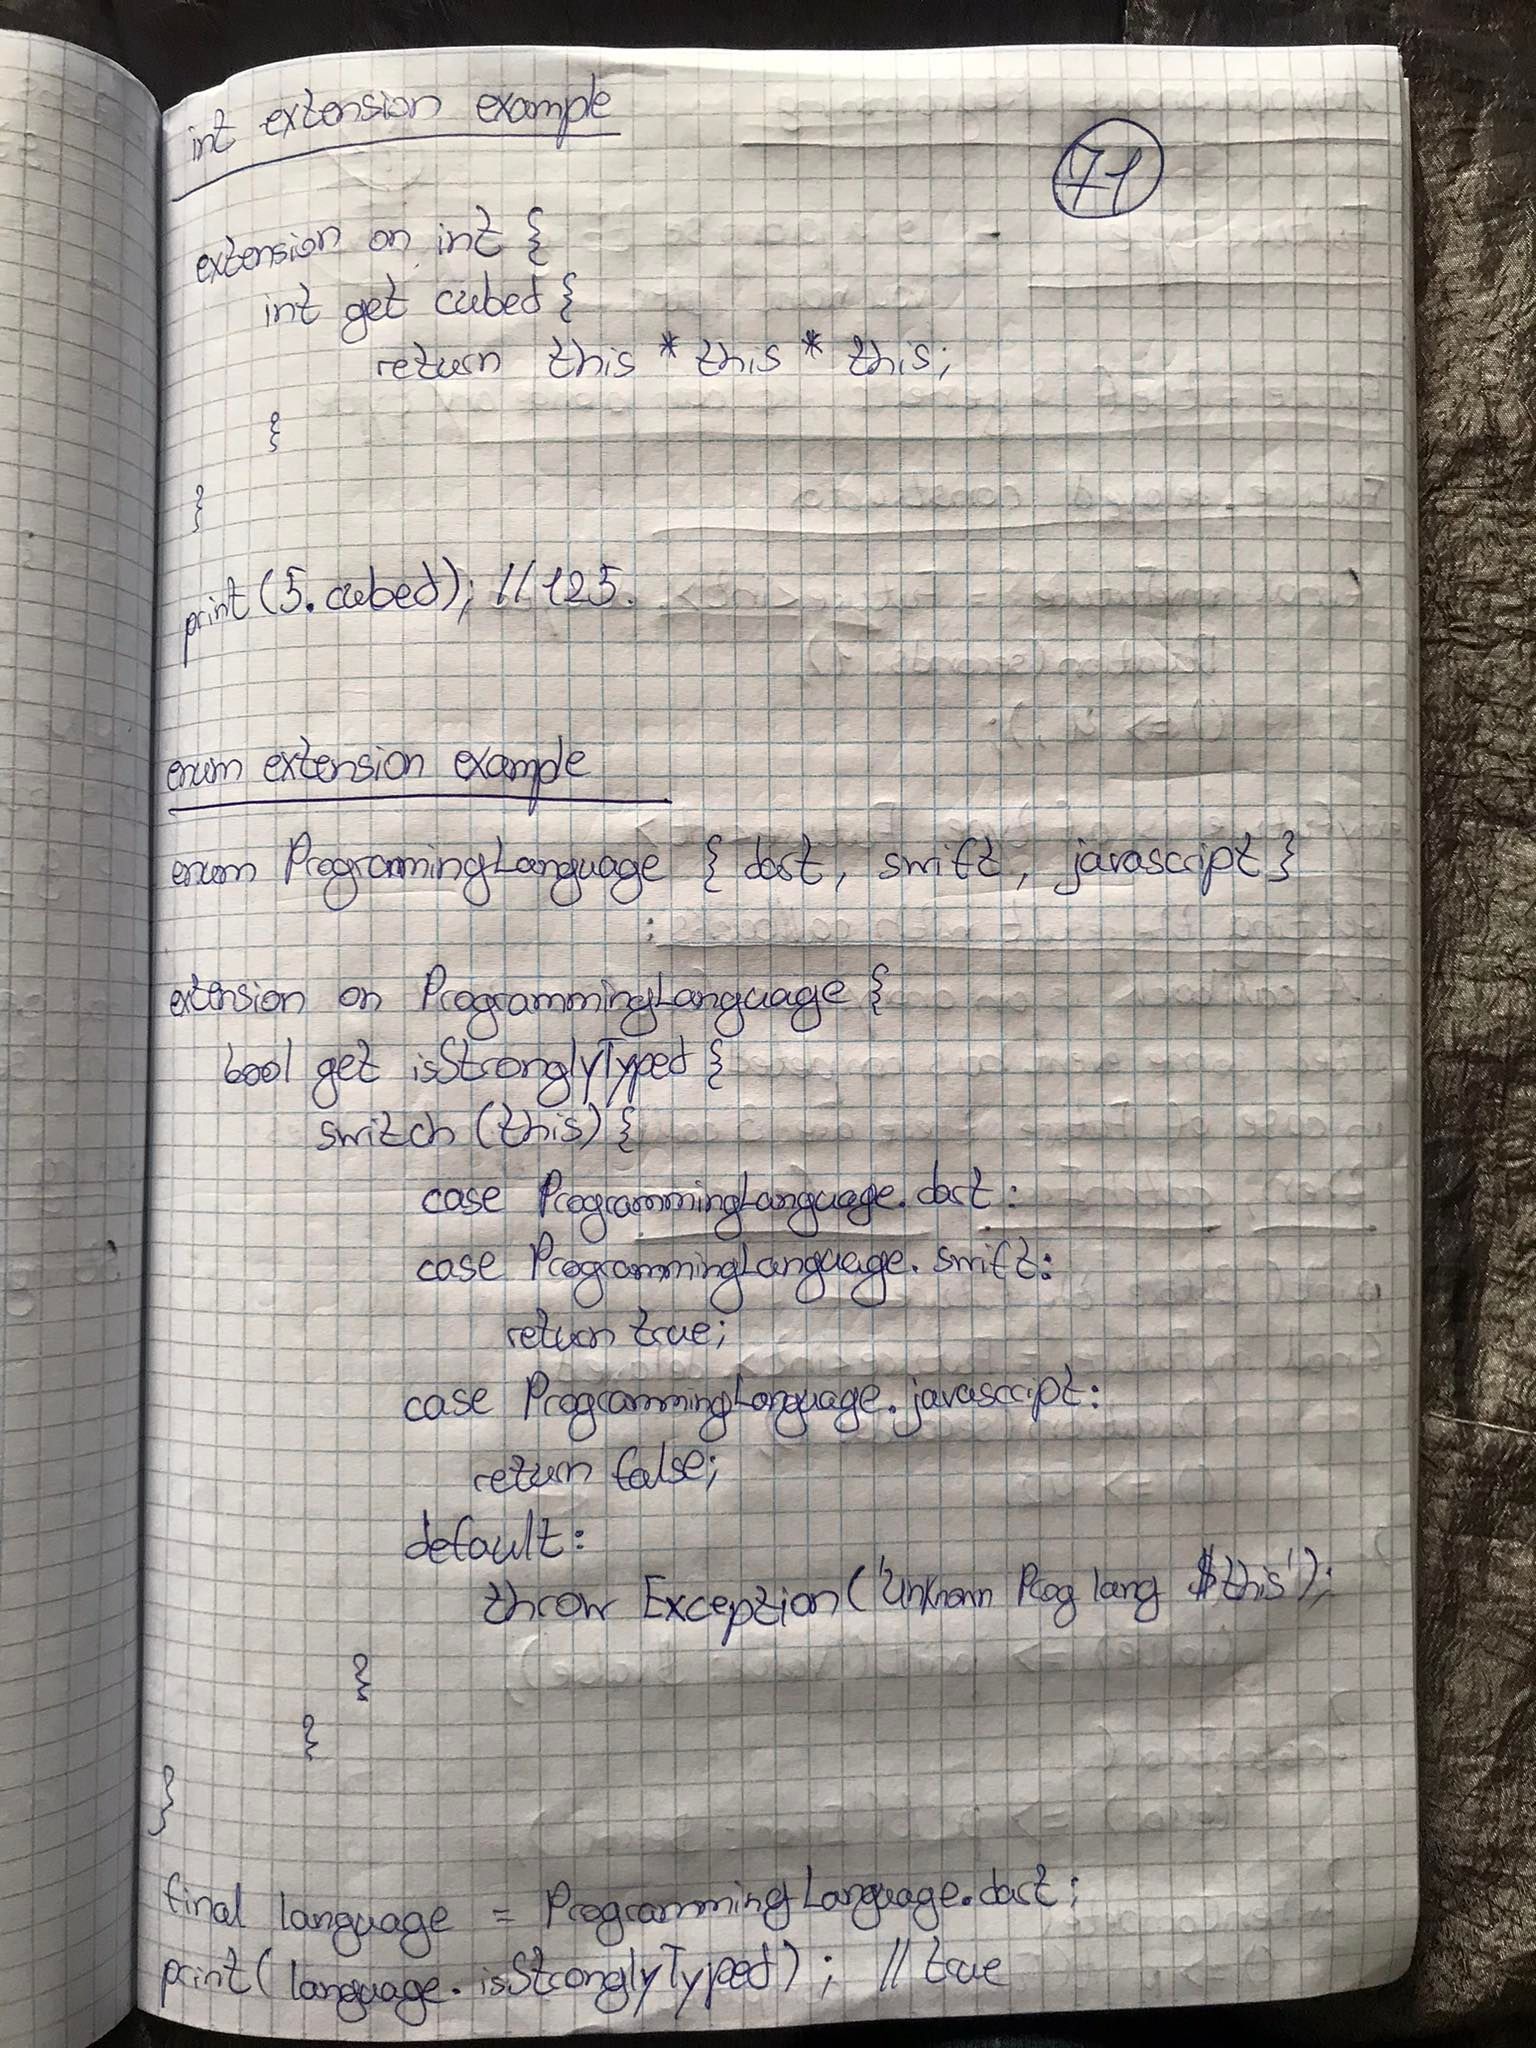 int extension example
71
extension on int {
int get cubed {
return this * this * this;
}
}
print(5.cubed); // 125.
enum extension example
enum ProgrammingLanguage { dart, swift, javascript }
;
extension on ProgrammingLanguage {
bool get isStronglyTyped {
switch (this) {
case ProgrammingLanguage.dart:
case ProgrammingLanguage.swift:
return true;
case ProgrammingLanguage.javascript:
return false;
default:
throw Exception('Unknown Prog lang $this');
}
}
}
final language = ProgrammingLanguage.dart;
print(language.isStronglyTyped); // true